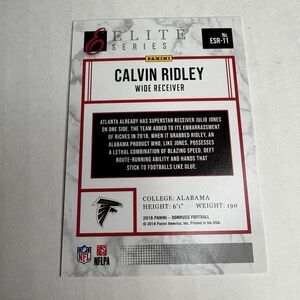 ELITE
SERIES
No.
ESR-11
PANINI
CALVIN RIDLEY
WIDE RECEIVER
ATLANTA ALREADY HAS SUPERSTAR RECEIVER JULIO JONES
ON ONE SIDE. THE TEAM ADDED TO ITS EMBARRASSMENT
OF RICHES IN 2018, WHEN IT GRABBED RIDLEY, AN
ALABAMA PRODUCT WHO, LIKE JONES, POSSESSES
A LETHAL COMBINATION OF BLAZING SPEED, DEFT
ROUTE-RUNNING ABILITY AND HANDS THAT
STICK TO FOOTBALLS LIKE GLUE.
COLLEGE: ALABAMA
HEIGHT: 6'1" WEIGHT: 190
2018 PANINI - DONRUSS FOOTBALL
© 2018 Panini America, Inc. Printed in the USA.
NFL
NFLPA